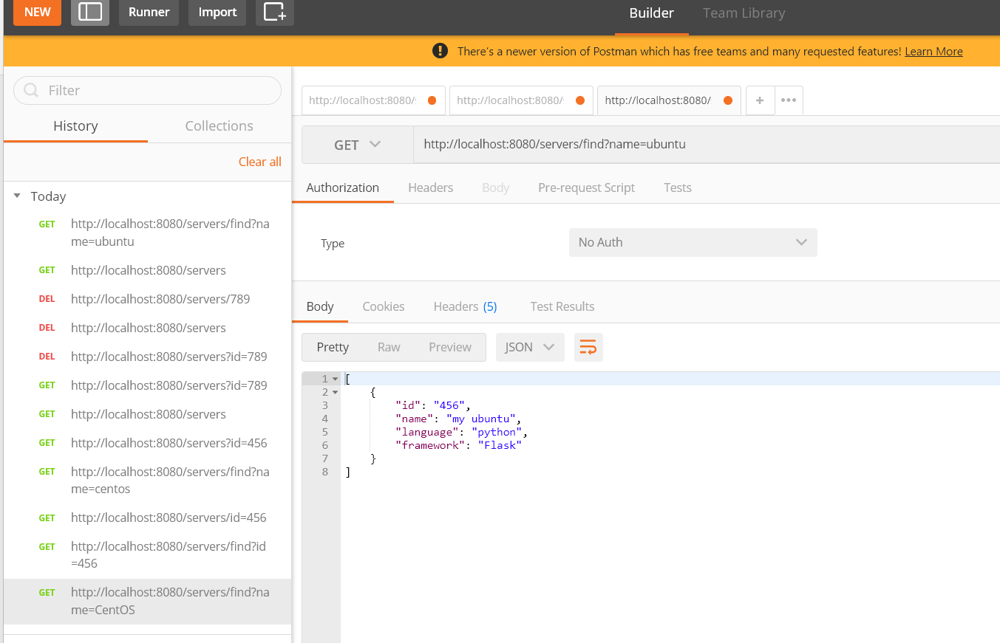 NEW
Runner
Import
Builder
Team Library
There's a newer version of Postman which has free teams and many requested features! Learn More
Filter
History
Collections
Clear all
Today
GET http://localhost:8080/servers/find?na
me=ubuntu
GET http://localhost:8080/servers
DEL http://localhost:8080/servers/789
DEL http://localhost:8080/servers
DEL http://localhost:8080/servers?id=789
GET http://localhost:8080/servers?id=789
GET http://localhost:8080/servers
GET http://localhost:8080/servers?id=456
GET http://localhost:8080/servers/find?na
me=centos
GET http://localhost:8080/servers/id=456
GET http://localhost:8080/servers/find?id
=456
GET http://localhost:8080/servers/find?na
me=CentOS
http://localhost:8080/
http://localhost:8080/
http://localhost:8080/
GET
http://localhost:8080/servers/find?name=ubuntu
Authorization
Headers
Body
Pre-request Script
Tests
Type
No Auth
Body
Cookies
Headers (5)
Test Results
Pretty
Raw
Preview
JSON
1 [
2 {
3 "id": "456",
4 "name": "my ubuntu",
5 "language": "python",
6 "framework": "Flask"
7 }
8 ]